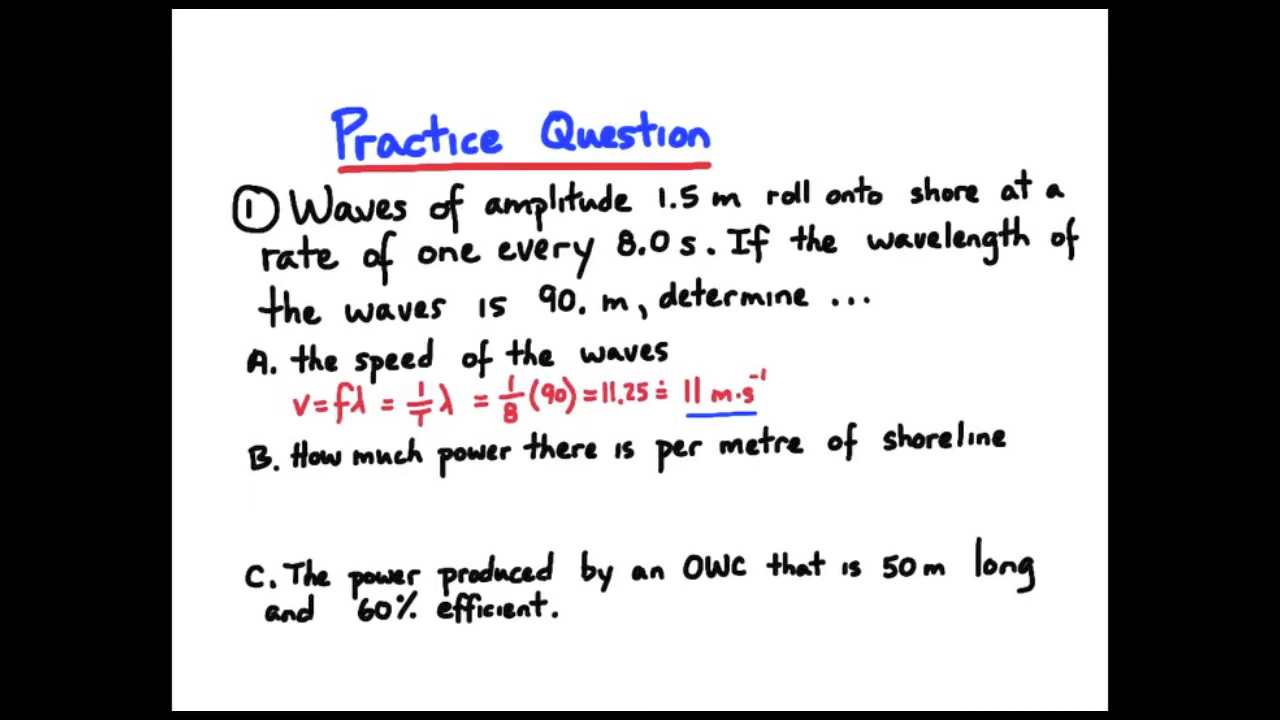 Practice Question
① Waves of amplitude 1.5 m roll onto shore at a
rate of one every 8.0 s. If the wavelength of
the waves is 90. m, determine ...
A. the speed of the waves
v = fλ = 1/T λ = 1/8 (90) = 11.25 ≐ 11 m·s⁻¹
B. How much power there is per metre of shoreline
C. The power produced by an OWC that is 50 m long
and 60% efficient.